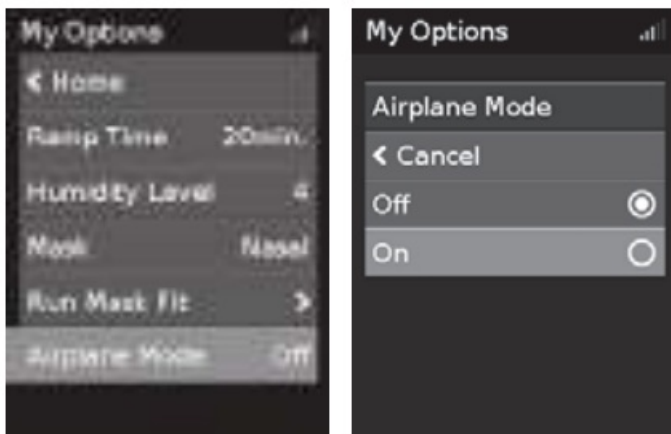 My Options
< Home
Ramp Time 20min.
Humidity Level 4
Mask Nasal
Run Mask Fit >
Airplane Mode Off
My Options
Airplane Mode
< Cancel
Off
On